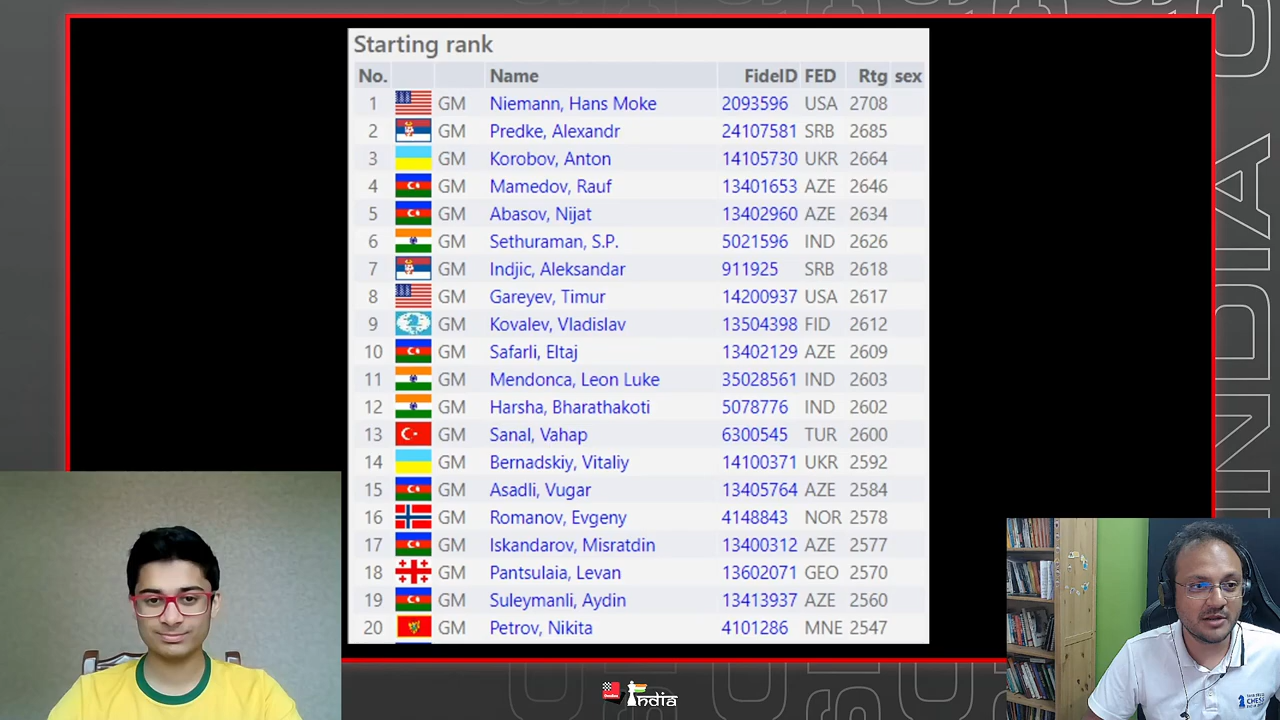 Starting rank
No. Name FideID FED Rtg sex
1 GM Niemann, Hans Moke 2093596 USA 2708
2 GM Predke, Alexandr 24107581 SRB 2685
3 GM Korobov, Anton 14105730 UKR 2664
4 GM Mamedov, Rauf 13401653 AZE 2646
5 GM Abasov, Nijat 13402960 AZE 2634
6 GM Sethuraman, S.P. 5021596 IND 2626
7 GM Indjic, Aleksandar 911925 SRB 2618
8 GM Gareyev, Timur 14200937 USA 2617
9 GM Kovalev, Vladislav 13504398 FID 2612
10 GM Safarli, Eltaj 13402129 AZE 2609
11 GM Mendonca, Leon Luke 35028561 IND 2603
12 GM Harsha, Bharathakoti 5078776 IND 2602
13 GM Sanal, Vahap 6300545 TUR 2600
14 GM Bernadskiy, Vitaliy 14100371 UKR 2592
15 GM Asadli, Vugar 13405764 AZE 2584
16 GM Romanov, Evgeny 4148843 NOR 2578
17 GM Iskandarov, Misratdin 13400312 AZE 2577
18 GM Pantsulaia, Levan 13602071 GEO 2570
19 GM Suleymanli, Aydin 13413937 AZE 2560
20 GM Petrov, Nikita 4101286 MNE 2547
India
INDIA
CHESS